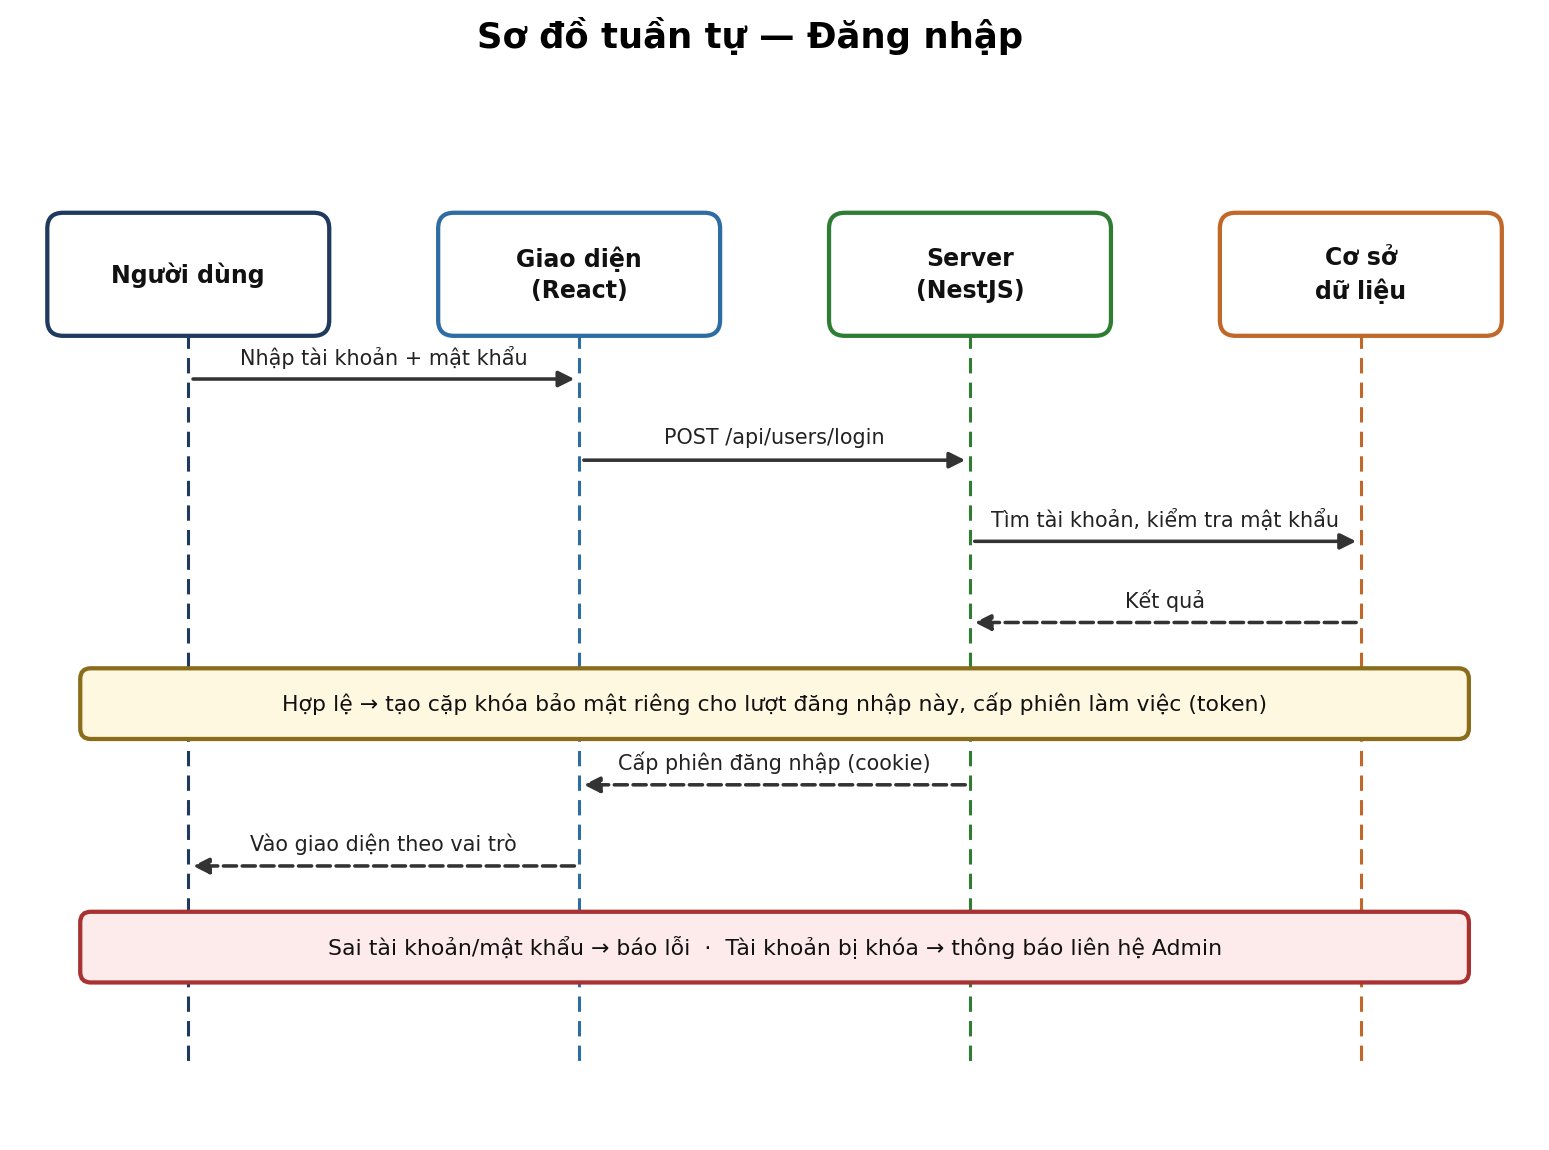 Sơ đồ tuần tự — Đăng nhập
Người dùng
Giao diện
(React)
Server
(NestJS)
Cơ sở
dữ liệu
Nhập tài khoản + mật khẩu
POST /api/users/login
Tìm tài khoản, kiểm tra mật khẩu
Kết quả
Hợp lệ → tạo cặp khóa bảo mật riêng cho lượt đăng nhập này, cấp phiên làm việc (token)
Cấp phiên đăng nhập (cookie)
Vào giao diện theo vai trò
Sai tài khoản/mật khẩu → báo lỗi · Tài khoản bị khóa → thông báo liên hệ Admin